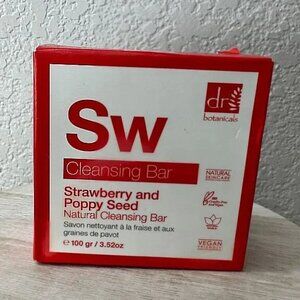 dr.
botanicals
Sw
Cleansing Bar
Strawberry and
Poppy Seed
Natural Cleansing Bar
Savon nettoyant à la fraise et aux
graines de pavot
℮ 100 gr / 3.52oz
NATURAL
SKINCARE
VEGAN
FRIENDLY